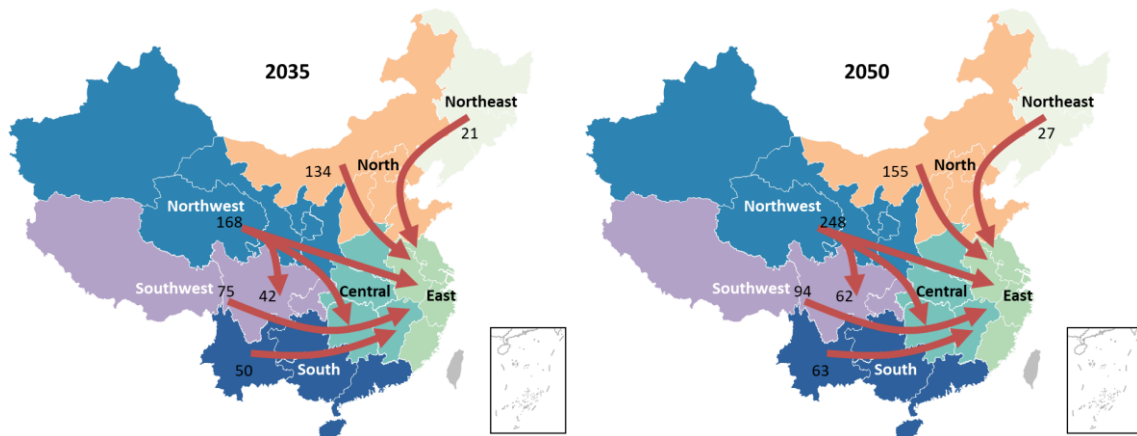 2035
Northeast
21
North
134
Northwest
168
Southwest
75
42
Central
East
50
South
2050
Northeast
27
North
155
Northwest
248
Southwest
94
62
Central
East
63
South